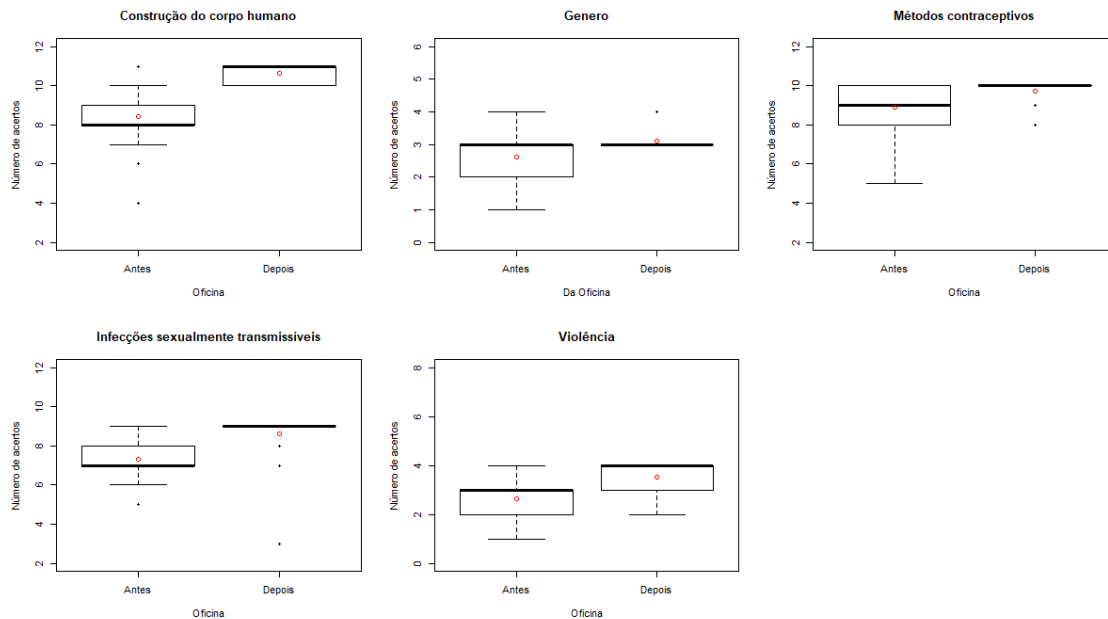 Construção do corpo humano
Número de acertos
12
10
8
6
4
2
Antes
Depois
Oficina
Genero
Número de acertos
6
5
4
3
2
1
0
Antes
Depois
Da Oficina
Métodos contraceptivos
Número de acertos
12
10
8
6
4
2
Antes
Depois
Oficina
Infecções sexualmente transmissíveis
Número de acertos
12
10
8
6
4
2
Antes
Depois
Oficina
Violência
Número de acertos
8
6
4
2
0
Antes
Depois
Oficina